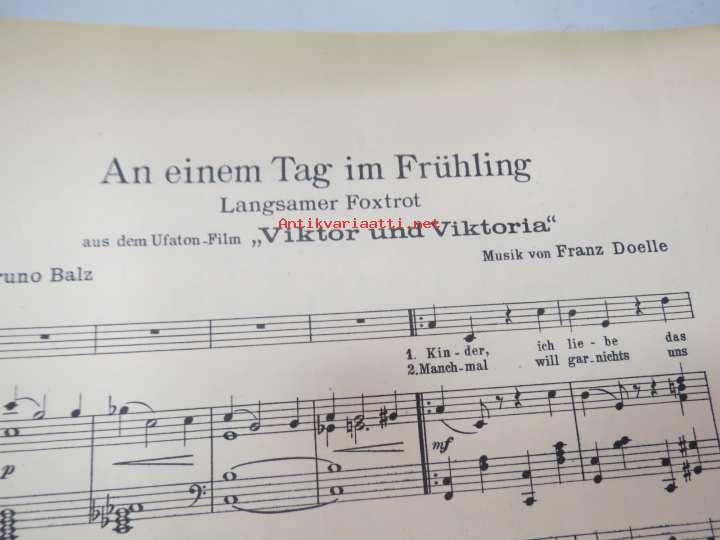 An einem Tag im Frühling
Langsamer Foxtrot
Antikvariaatti.net
aus dem Ufaton-Film „Viktor und Viktoria“
Balz
Musik von Franz Doelle
1. Kin-der, ich lie-be das
2. Manch-mal will gar-nichts uns
mf
p